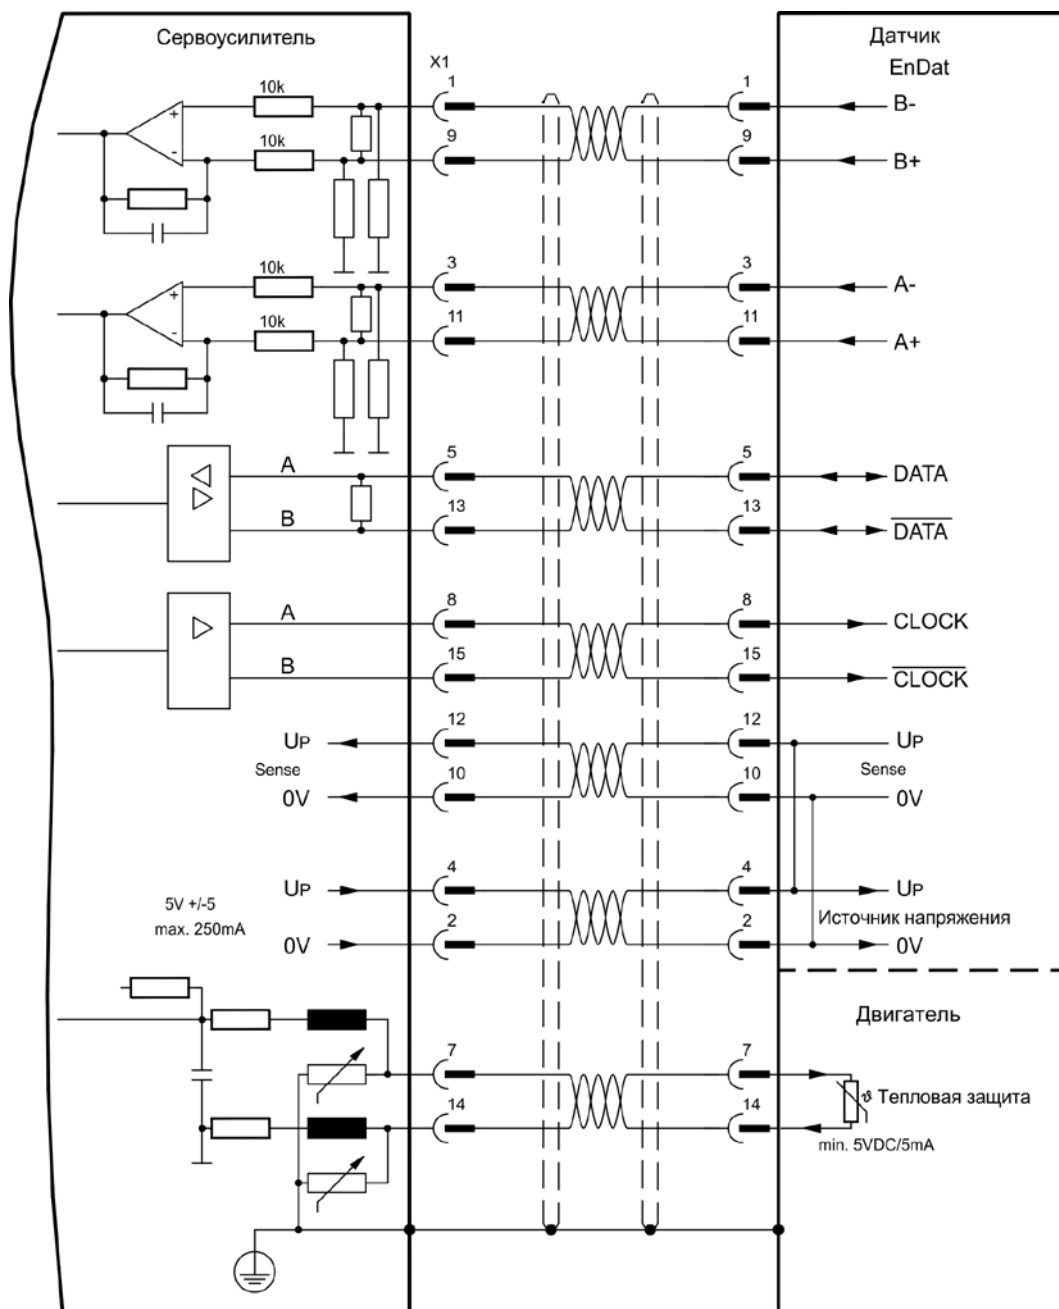 Сервоусилитель
Датчик
EnDat
X1
10k
1
1
B-
10k
9
9
B+
+
-
10k
3
3
A-
10k
11
11
A+
+
-
A
5
5
DATA
B
13
13
DATA
A
8
8
CLOCK
B
15
15
CLOCK
UP
12
12
UP
Sense
Sense
0V
10
10
0V
UP
4
4
UP
5V +/-5
max. 250mA
Источник напряжения
0V
2
2
0V
Двигатель
7
7
ϑ Тепловая защита
14
14
min. 5VDC/5mA